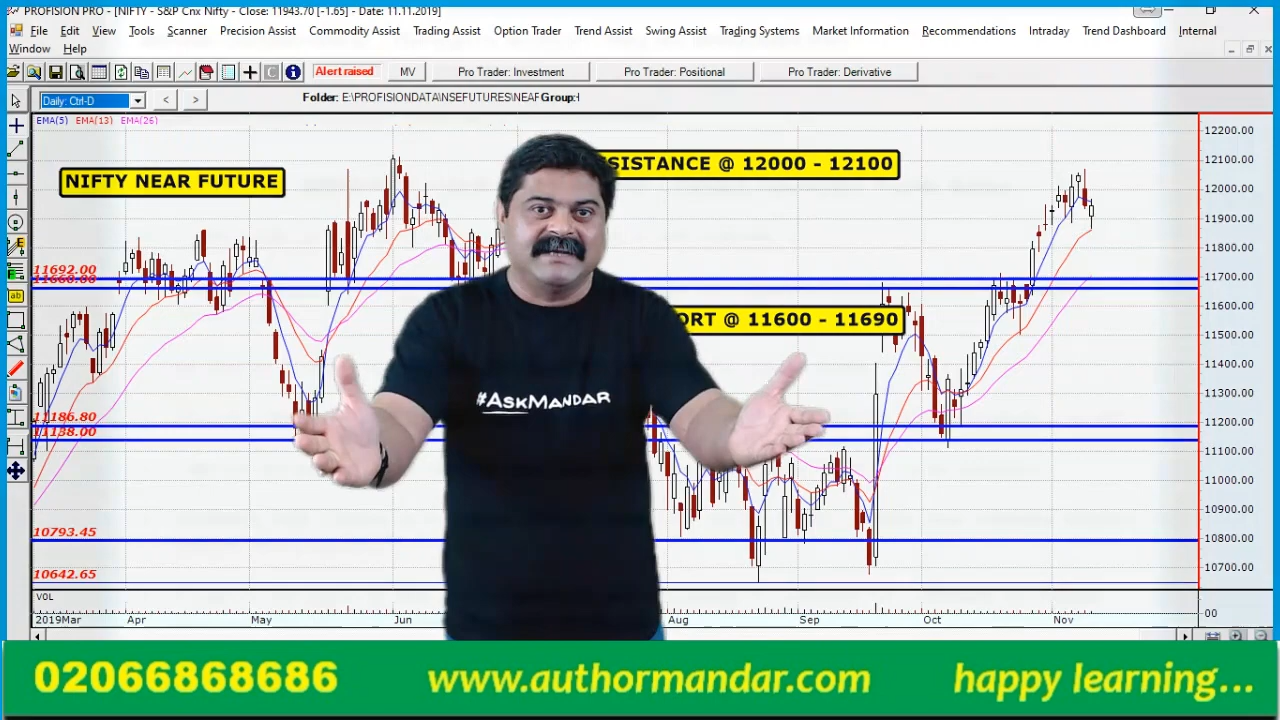 PROFISION PRO - [NIFTY - S&P Cnx Nifty - Close: 11943.70 [-1.65] - Date: 11.11.2019]
File Edit View Tools Scanner Precision Assist Commodity Assist Trading Assist Option Trader Trend Assist Swing Assist Trading Systems Market Information Recommendations Intraday Trend Dashboard Internal
Window Help
Alert raised MV Pro Trader: Investment Pro Trader: Positional Pro Trader: Derivative
Daily: Ctrl-D < > Folder: E:\PROFISIONDATA\NSEFUTURES\NEAF Group:
EMA(5) EMA(13) EMA(26)
12200.00
12100.00
12000.00
11900.00
11800.00
11700.00
11600.00
11500.00
11400.00
11300.00
11200.00
11100.00
11000.00
10900.00
10800.00
10700.00
SISTANCE @ 12000 - 12100
NIFTY NEAR FUTURE
11692.00
ORT @ 11600 - 11690
#AskMandar
11186.80
11138.00
10793.45
10642.65
VOL
00
2019Mar Apr May Jun Aug Sep Oct Nov
02066868686 www.authormandar.com happy learning...